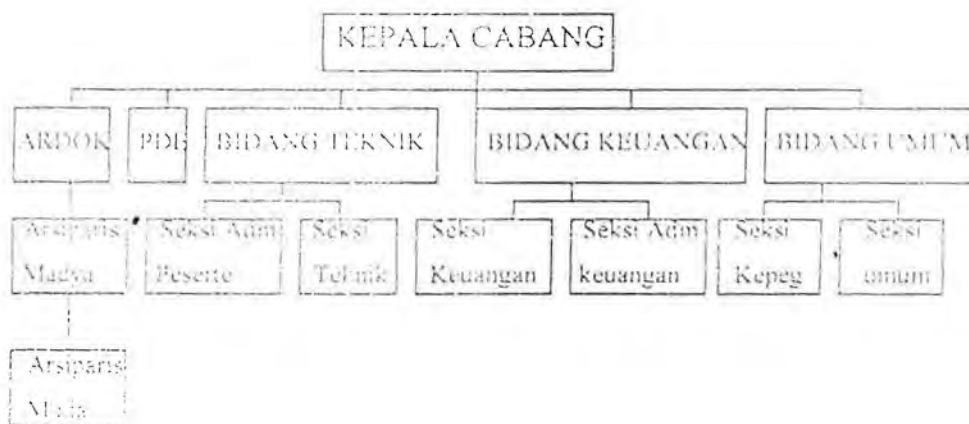 KEPALA CABANG
ARDOK
PDE
BIDANG TEKNIK
BIDANG KEUANGAN
BIDANG UMUM
Arsiparis
Madya
Seksi Adm
Peserte
Seksi
Teknik
Seksi
Keuangan
Seksi Adm
keuangan
Seksi
Kepeg
Seksi
umum
Arsiparis